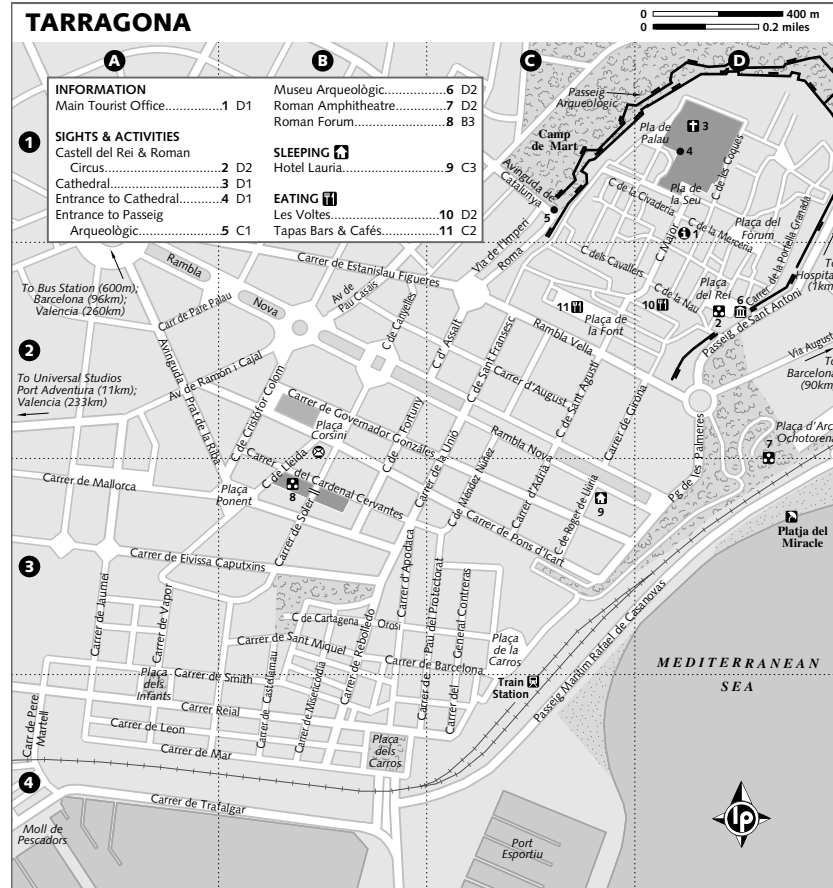 TARRAGONA
0 400 m
0 0.2 miles
A
B
C
D
INFORMATION
Main Tourist Office 1 D1
SIGHTS & ACTIVITIES
Castell del Rei & Roman
Circus 2 D2
Cathedral 3 D1
Entrance to Cathedral 4 D1
Entrance to Passeig
Arqueològic 5 C1
Museu Arqueològic 6 D2
Roman Amphitheatre 7 D2
Roman Forum 8 B3
SLEEPING
Hotel Lauria 9 C3
EATING
Les Voltes 10 D2
Tapas Bars & Cafés 11 C2
1
Passeig
Arqueològic
Camp
de Mart
Pla de
Palau
3
4
C de les Coques
Pla de
la Seu
Avinguda de
Catalunya
5
C de la Civaderia
C de la Merceria
Plaça del
Fòrum
C Major
1
Carrer de la Portella Granada
Via de l'Imperi
Roma
C dels Cavallers
To
Hospital
(1km)
Plaça
del Rei
6
10
C de la Nau
2
11
Plaça de
la Font
Passeig de Sant Antoni
Rambla
Carrer de Estanislau Figueres
To Bus Station (600m);
Barcelona (96km);
Valencia (260km)
Carr de Pare Palau
Nova
Av de
Pau Casals
C de Canyelles
C d' Assalt
C de Sant Fransesc
Rambla Vella
2
Via August
To
Barcelona
(90km)
To Universal Studios
Port Adventura (11km);
Valencia (233km)
Avinguda Prat de la Riba
Av de Ramón i Cajal
C de Cristòfor Colom
Carrer d'August
C de Sant Agustí
Carrer de Girona
Carrer de Governador Gonzáles
C de Fortuny
Plaça
Corsini
Rambla Nova
Pg de les Palmeres
Plaça d'Arc
Ochotorena
7
C de Lleida
Carrer del Cardenal Cervantes
Carrer de la Unió
C de Méndez Núñez
Carrer d'Adrià
C de Roger de Llúria
9
Carrer de Mallorca
Plaça
Ponent
8
Carrer de Soler
Carrer de Pons d'Icart
Platja del
Miracle
3
Carrer de Eivissa Caputxins
Carrer d'Apodaca
Carrer de Pau del Protectorat
Carrer del General Contreras
Carrer de Jaumei
Carrer de Vapor
C de Cartagena
Orosi
Carrer de Sant Miquel
Carrer de Rebolledo
Carrer de Barcelona
Plaça
de la
Carros
Passeig Marítim Rafael de Casanovas
MEDITERRANEAN
SEA
Train
Station
Plaça
dels
Infants
Carrer de Smith
Carrer Reial
Carrer de Castellarnau
Carrer de Misericòrdia
Carr de Pere
Martell
Carrer de Leon
Carrer de Mar
Plaça
dels
Carros
4
Carrer de Trafalgar
Moll de
Pescadors
Port
Esportiu
lp